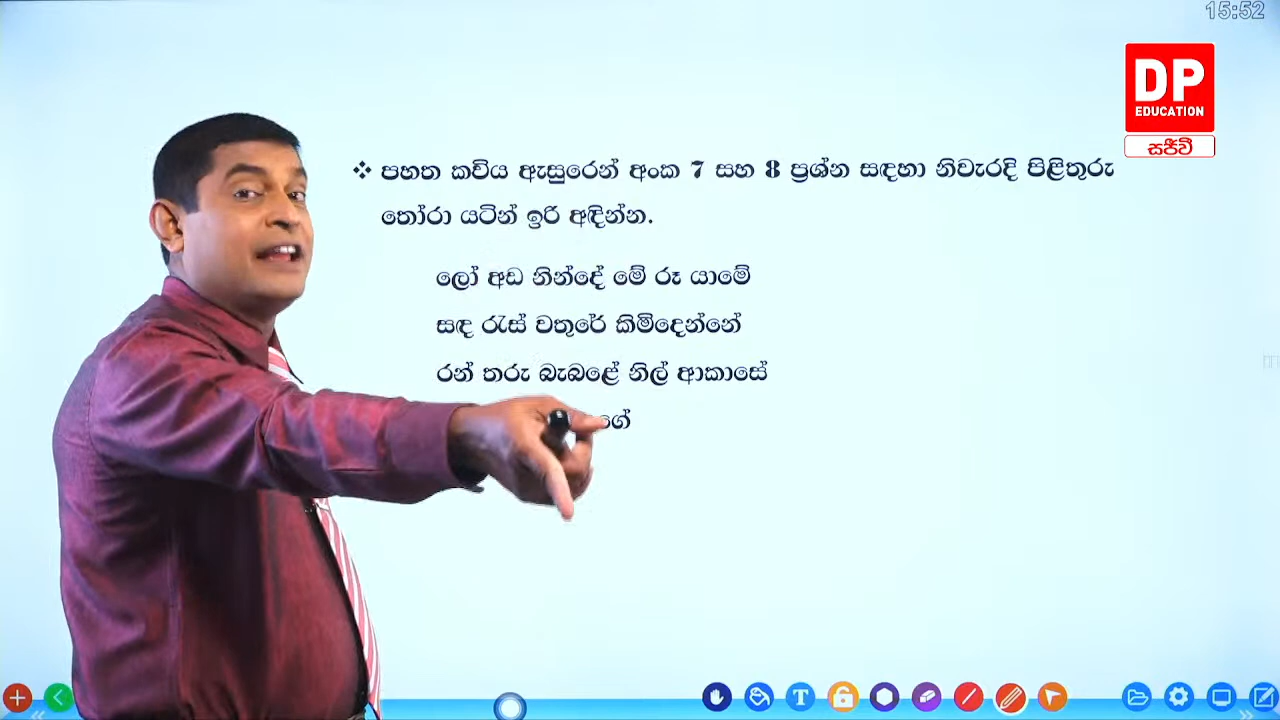 15:52
DP
EDUCATION
සජීවී
❖ පහත කවිය ඇසුරෙන් අංක 7 සහ 8 ප්‍රශ්න සඳහා නිවැරදි පිළිතුරු
තෝරා යටින් ඉරි අඳින්න.
ලෝ අඩ නින්දේ මේ රෑ යාමේ
සඳ රැස් වතුරේ කිමිදෙන්නේ
රන් තරු බැබළේ නිල් ආකාසේ